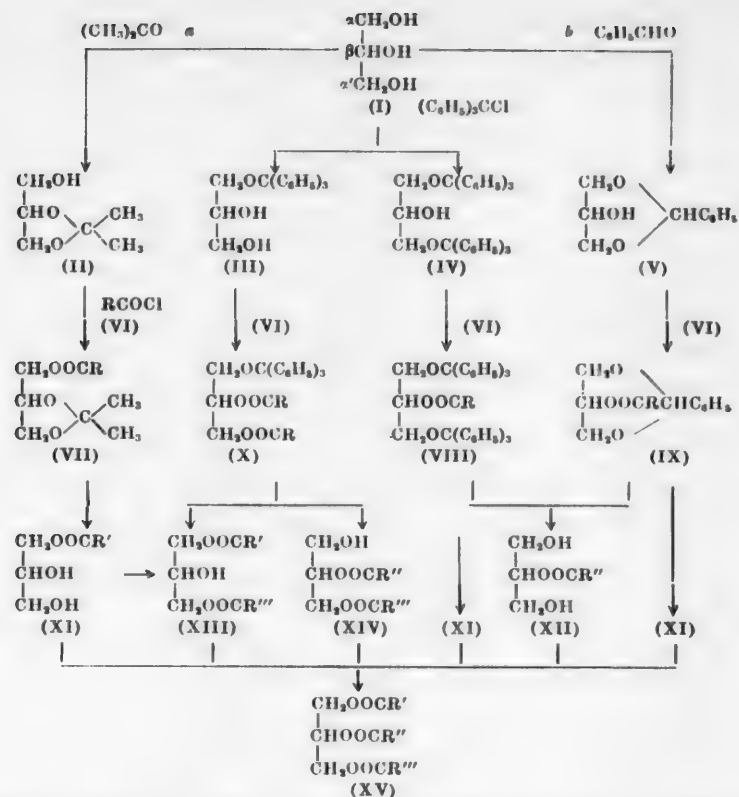 αCH₂OH
(CH₃)₂CO a βCHOH b C₆H₅CHO
α'CH₂OH
(I) (C₆H₅)₃CCl
CH₂OH CH₂OC(C₆H₅)₃ CH₂OC(C₆H₅)₃ CH₂O
CHO C CH₃ CHOH CHOH CHOH CHC₆H₅
CH₂O CH₃ CH₂OH CH₂OC(C₆H₅)₃ CH₂O
(II) (III) (IV) (V)
RCOCl
(VI) (VI) (VI) (VI)
CH₂OOCR CH₂OC(C₆H₅)₃ CH₂OC(C₆H₅)₃ CH₂O
CHO C CH₃ CHOOCR CHOOCR CHOOCRCHC₆H₅
CH₂O CH₃ CH₂OOCR CH₂OC(C₆H₅)₃ CH₂O
(VII) (X) (VIII) (IX)
CH₂OOCR' CH₂OOCR' CH₂OH CH₂OH
CHOH CHOH CHOOCR'' CHOOCR''
CH₂OH CH₂OOCR''' CH₂OOCR''' CH₂OH
(XI) (XIII) (XIV) (XI) (XII) (XI)
CH₂OOCR'
CHOOCR''
CH₂OOCR'''
(XV)